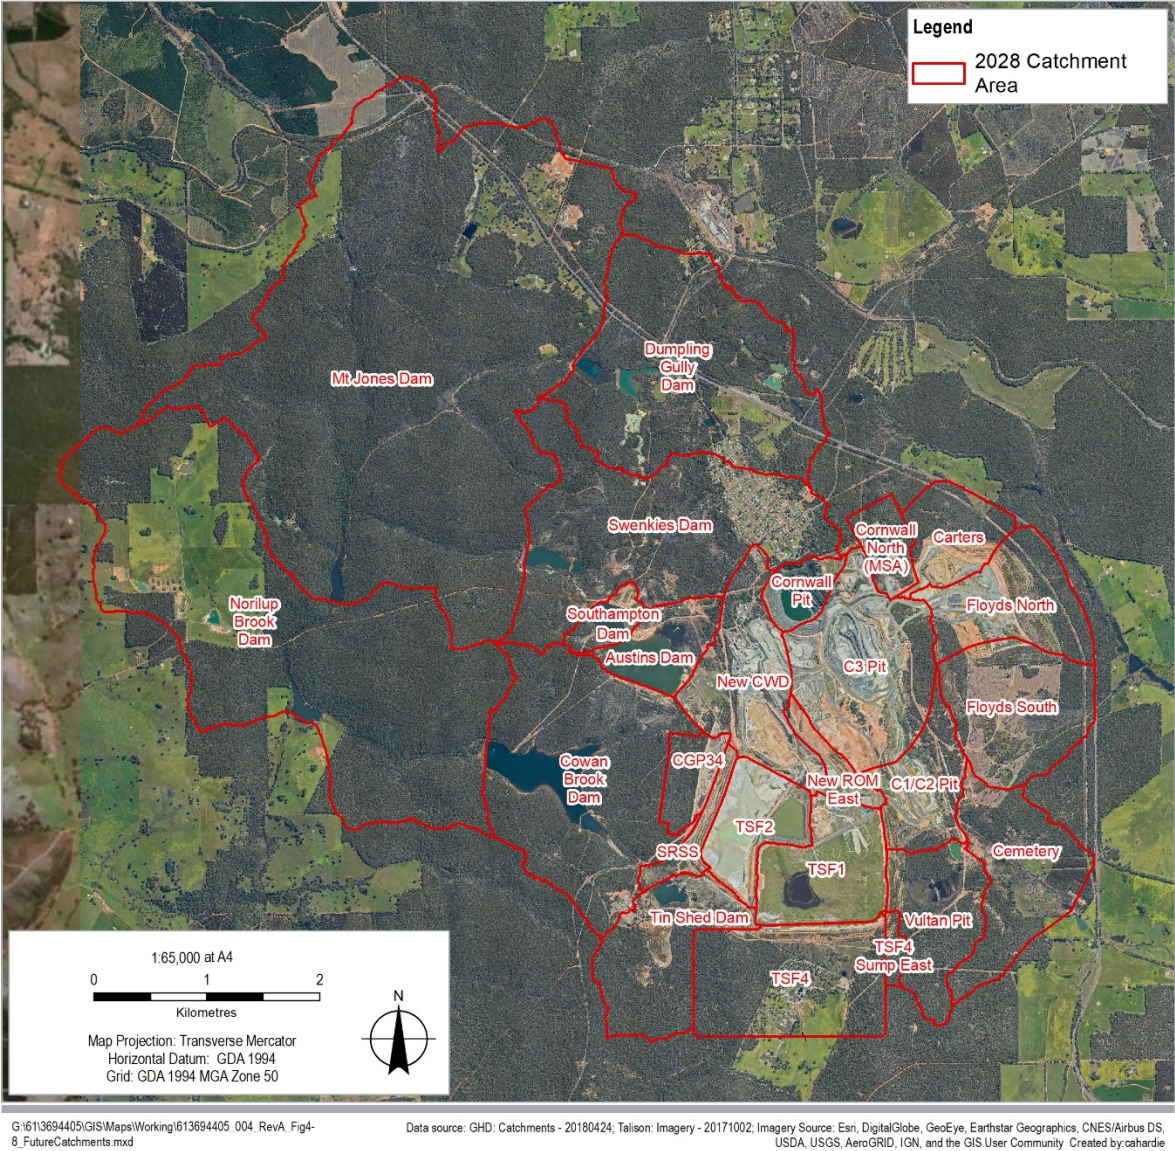 Legend
2028 Catchment
Area
Mt Jones Dam
Dumpling
Gully
Dam
Swenkies Dam
Cornwall
North
(MSA)
Carters
Cornwall
Pit
Floyds North
Norilup
Brook
Dam
Southampton
Dam
Austins Dam
C3 Pit
New CWD
Floyds South
CGP34
Cowan
Brook
Dam
New ROM
East
C1/C2 Pit
TSF2
SRSS
TSF1
Cemetery
Tin Shed Dam
Vultan Pit
TSF4
Sump East
TSF4
1:65,000 at A4
0 1 2
Kilometres
N
Map Projection: Transverse Mercator
Horizontal Datum: GDA 1994
Grid: GDA 1994 MGA Zone 50
G:\61\3694405\GIS\Maps\Working\613694405_004_RevA_Fig4-
8_FutureCatchments.mxd
Data source: GHD: Catchments - 20180424; Talison: Imagery - 20171002; Imagery Source: Esri, DigitalGlobe, GeoEye, Earthstar Geographics, CNES/Airbus DS,
USDA, USGS, AeroGRID, IGN, and the GIS User Community Created by:cahardie